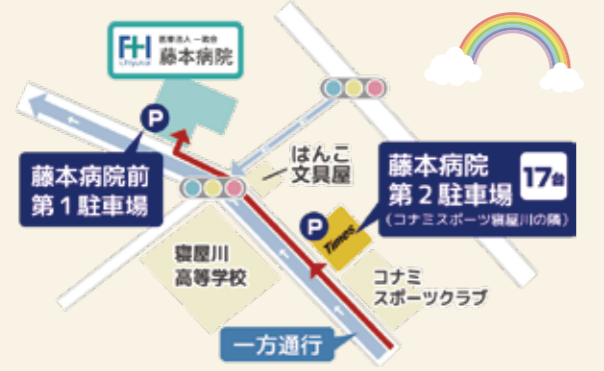 医療法人 一祐会
藤本病院
P
藤本病院前
第1駐車場
はんこ
文具屋
藤本病院
第2駐車場
17台
(コナミスポーツ寝屋川の隣)
P
Times
寝屋川
高等学校
コナミ
スポーツクラブ
一方通行